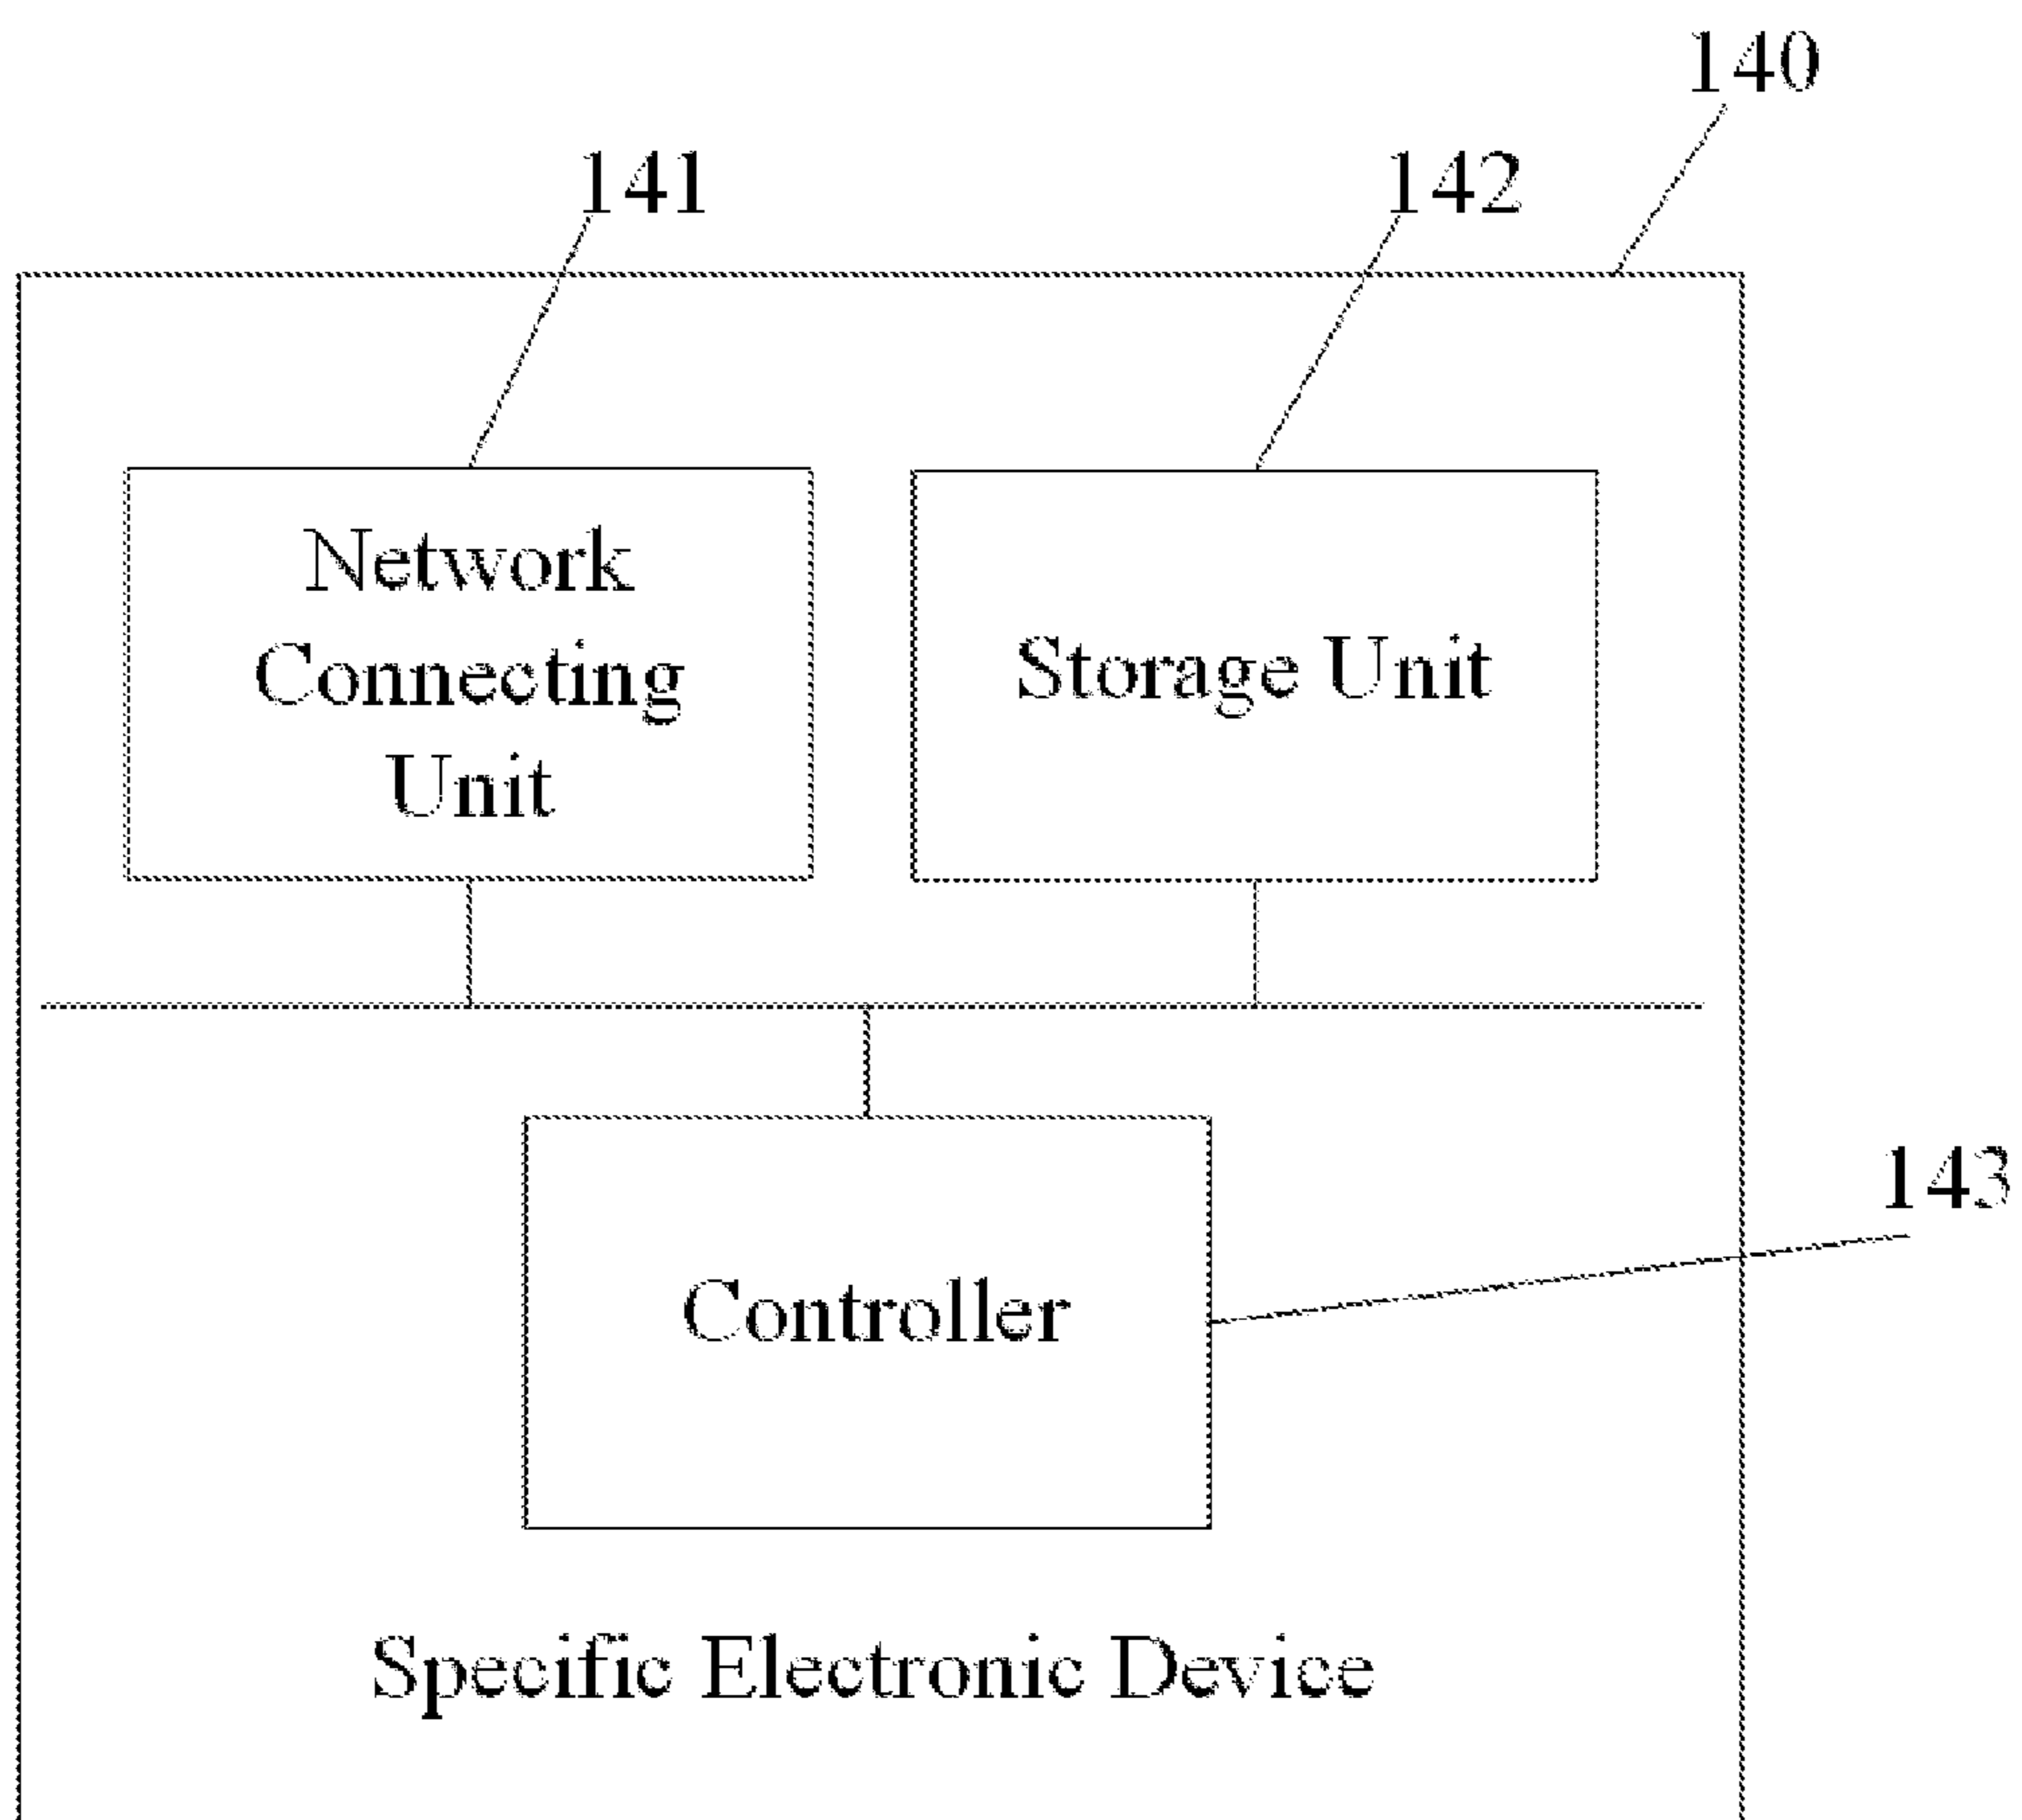 140
141
142
Network
Connecting
Unit
Storage Unit
143
Controller
Specific Electronic Device